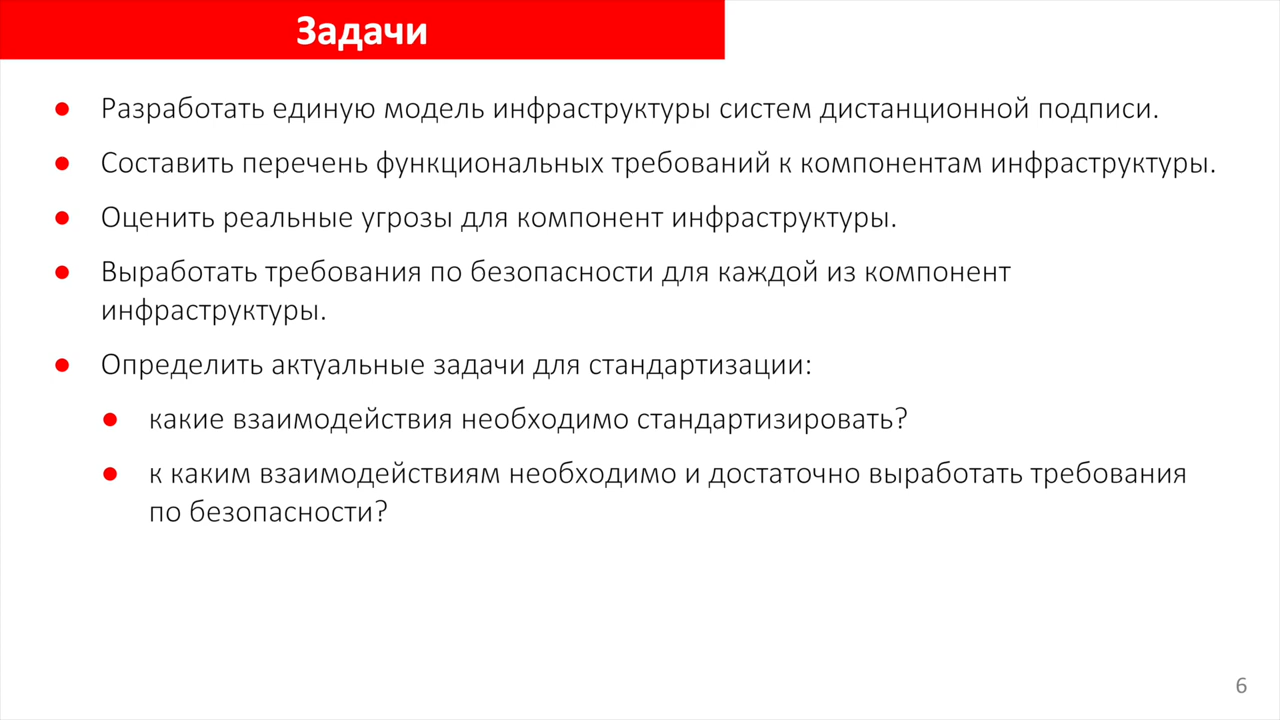 Задачи
● Разработать единую модель инфраструктуры систем дистанционной подписи.
● Составить перечень функциональных требований к компонентам инфраструктуры.
● Оценить реальные угрозы для компонент инфраструктуры.
● Выработать требования по безопасности для каждой из компонент
инфраструктуры.
● Определить актуальные задачи для стандартизации:
● какие взаимодействия необходимо стандартизировать?
● к каким взаимодействиям необходимо и достаточно выработать требования
по безопасности?
6